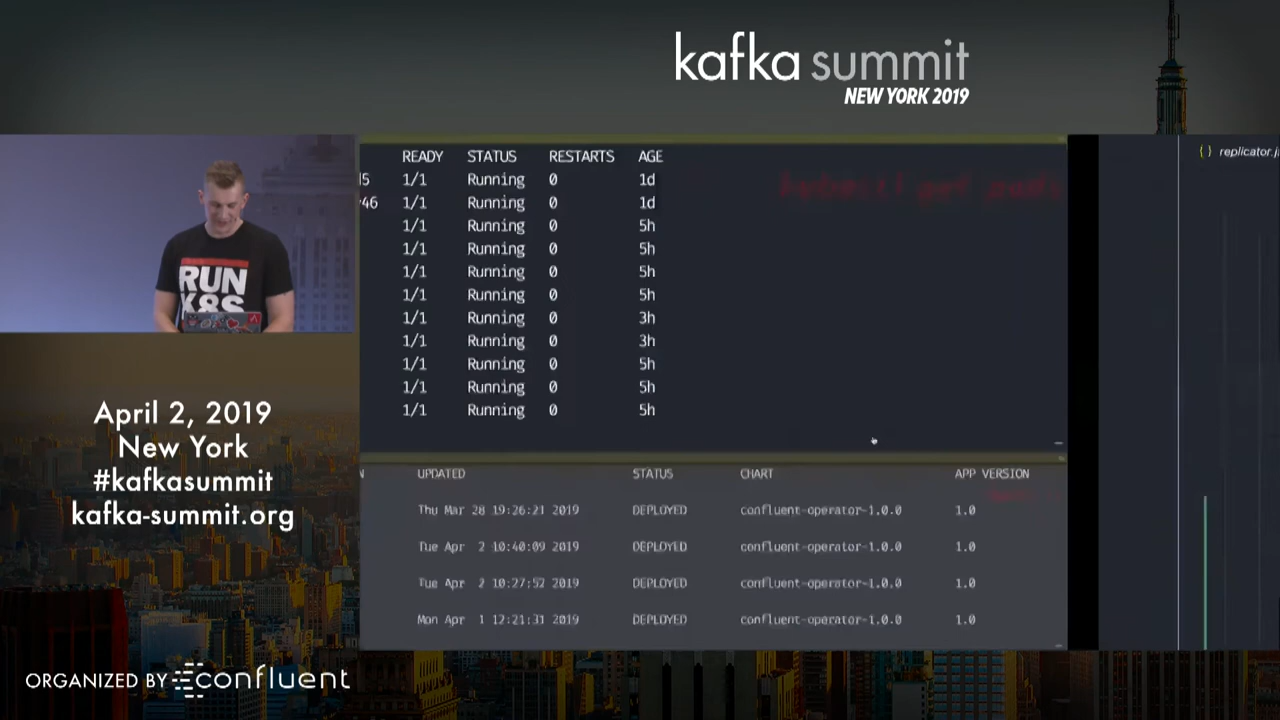 kafka summit
NEW YORK 2019
READY STATUS RESTARTS AGE
1/1 Running 0 1d
46 1/1 Running 0 1d
1/1 Running 0 5h
1/1 Running 0 5h
1/1 Running 0 5h
1/1 Running 0 5h
1/1 Running 0 3h
1/1 Running 0 3h
1/1 Running 0 5h
1/1 Running 0 5h
1/1 Running 0 5h
kubectl get pods
{ } replicator.j
RUN
K8S
UPDATED STATUS CHART APP VERSION
Thu Mar 28 19:26:21 2019 DEPLOYED confluent-operator-1.0.0 1.0
Tue Apr 2 10:40:09 2019 DEPLOYED confluent-operator-1.0.0 1.0
Tue Apr 2 10:27:52 2019 DEPLOYED confluent-operator-1.0.0 1.0
Mon Apr 1 12:21:31 2019 DEPLOYED confluent-operator-1.0.0 1.0
April 2, 2019
New York
#kafkasummit
kafka-summit.org
ORGANIZED BY confluent